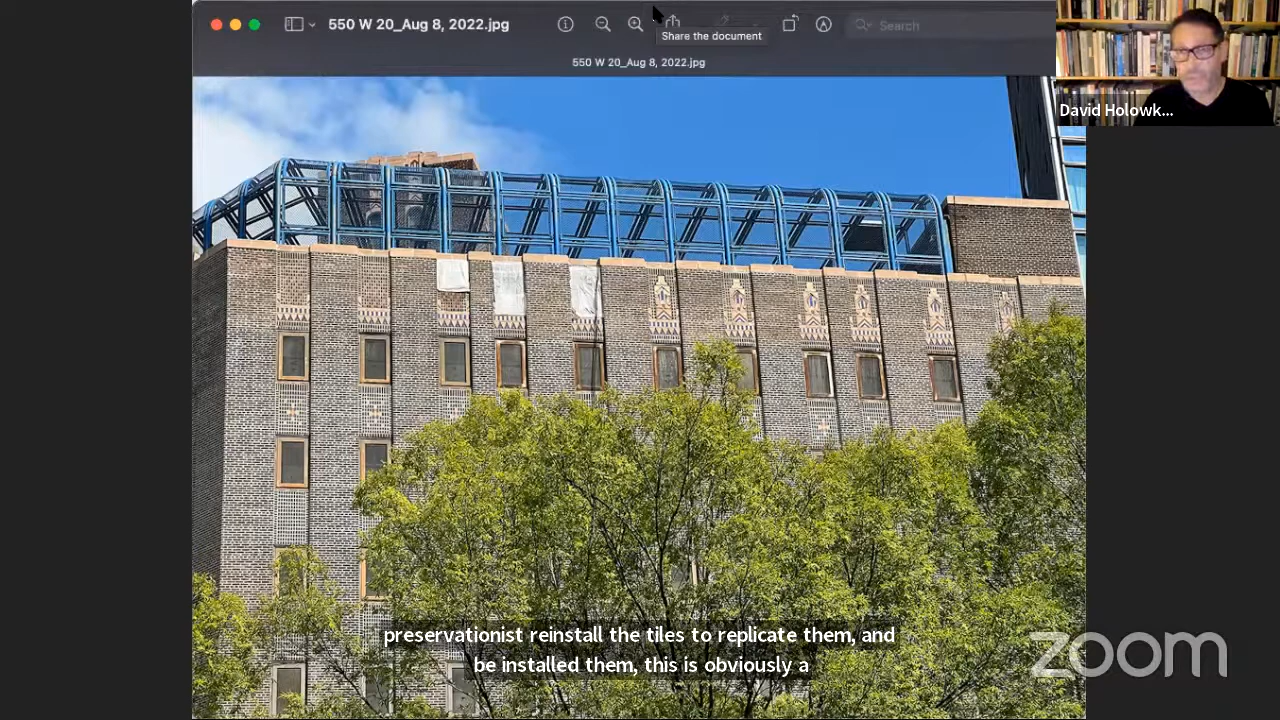 550 W 20_Aug 8, 2022.jpg
Search
Share the document
550 W 20_Aug 8, 2022.jpg
David Holowk...
preservationist reinstall the tiles to replicate them, and
be installed them, this is obviously a
zoom